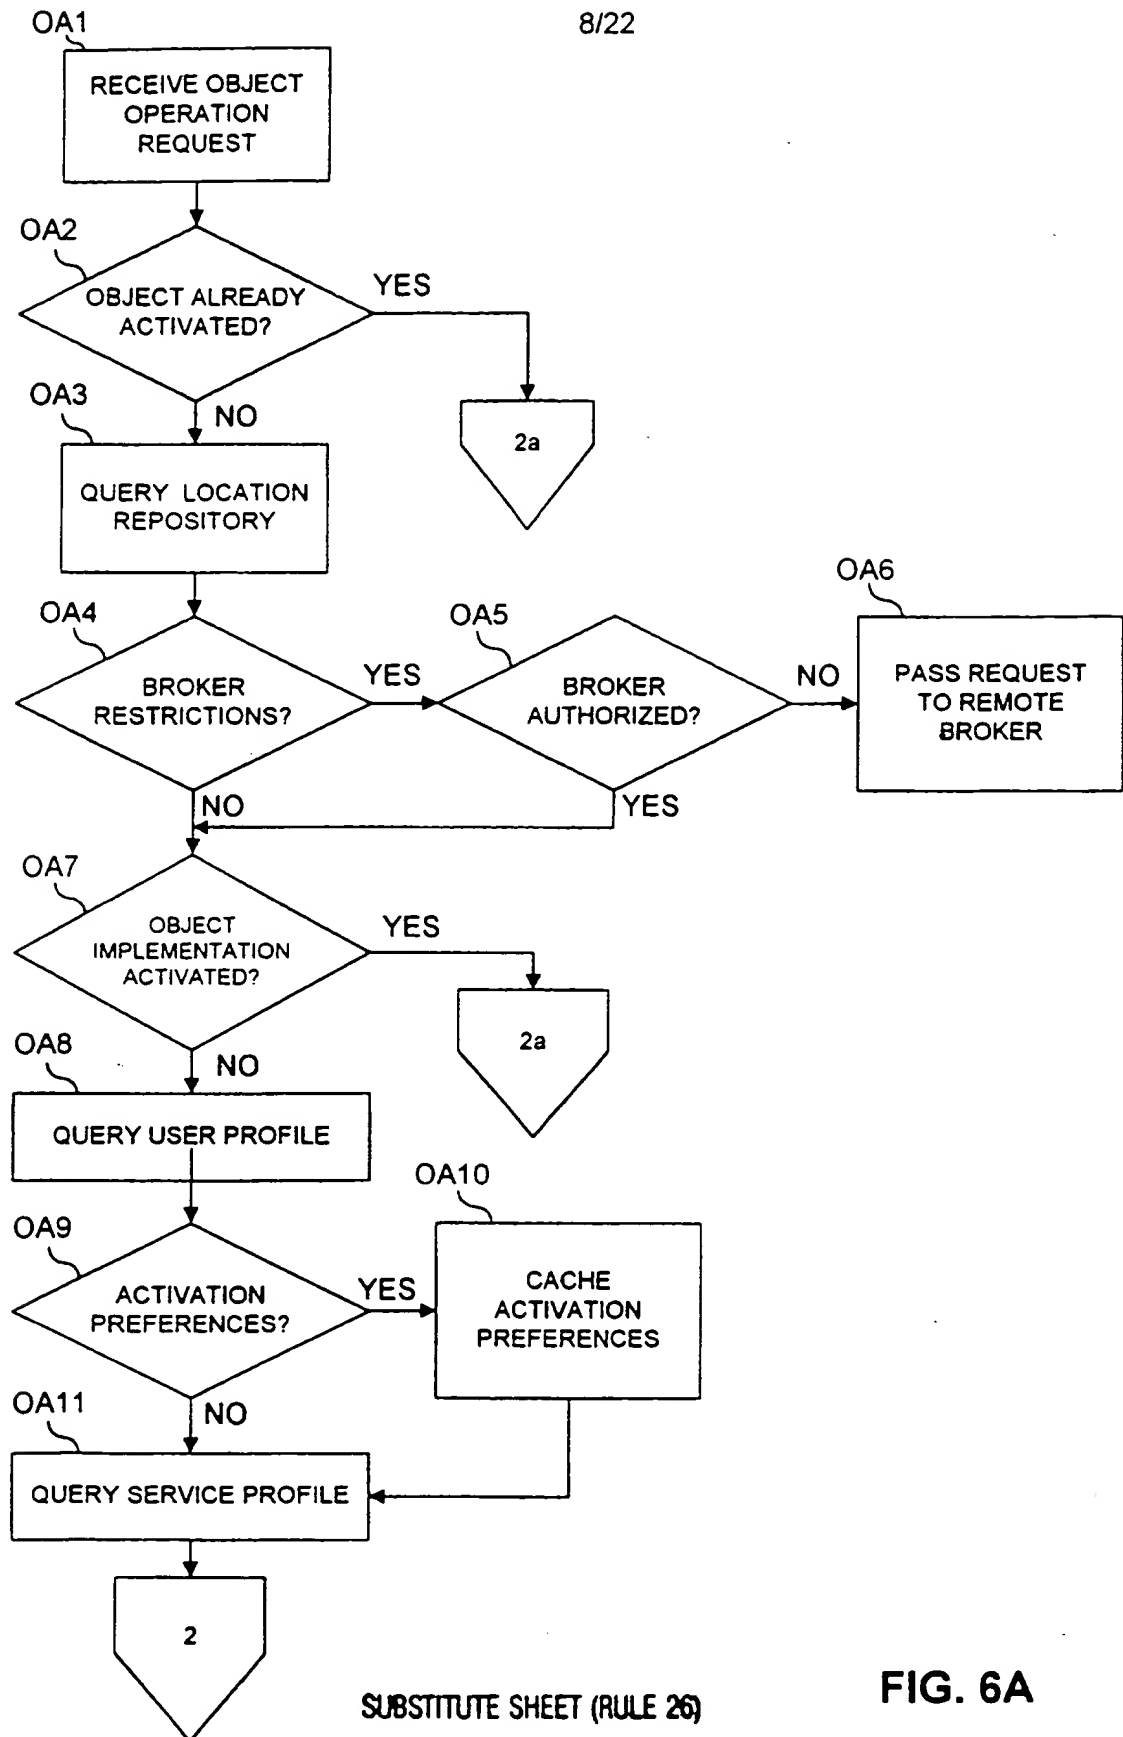 8/22
OA1
RECEIVE OBJECT
OPERATION
REQUEST
OA2
OBJECT ALREADY
ACTIVATED?
YES
NO
2a
OA3
QUERY LOCATION
REPOSITORY
OA4
BROKER
RESTRICTIONS?
YES
NO
OA5
BROKER
AUTHORIZED?
NO
YES
OA6
PASS REQUEST
TO REMOTE
BROKER
OA7
OBJECT
IMPLEMENTATION
ACTIVATED?
YES
NO
2a
OA8
QUERY USER PROFILE
OA9
ACTIVATION
PREFERENCES?
YES
NO
OA10
CACHE
ACTIVATION
PREFERENCES
OA11
QUERY SERVICE PROFILE
2
SUBSTITUTE SHEET (RULE 26)
FIG. 6A